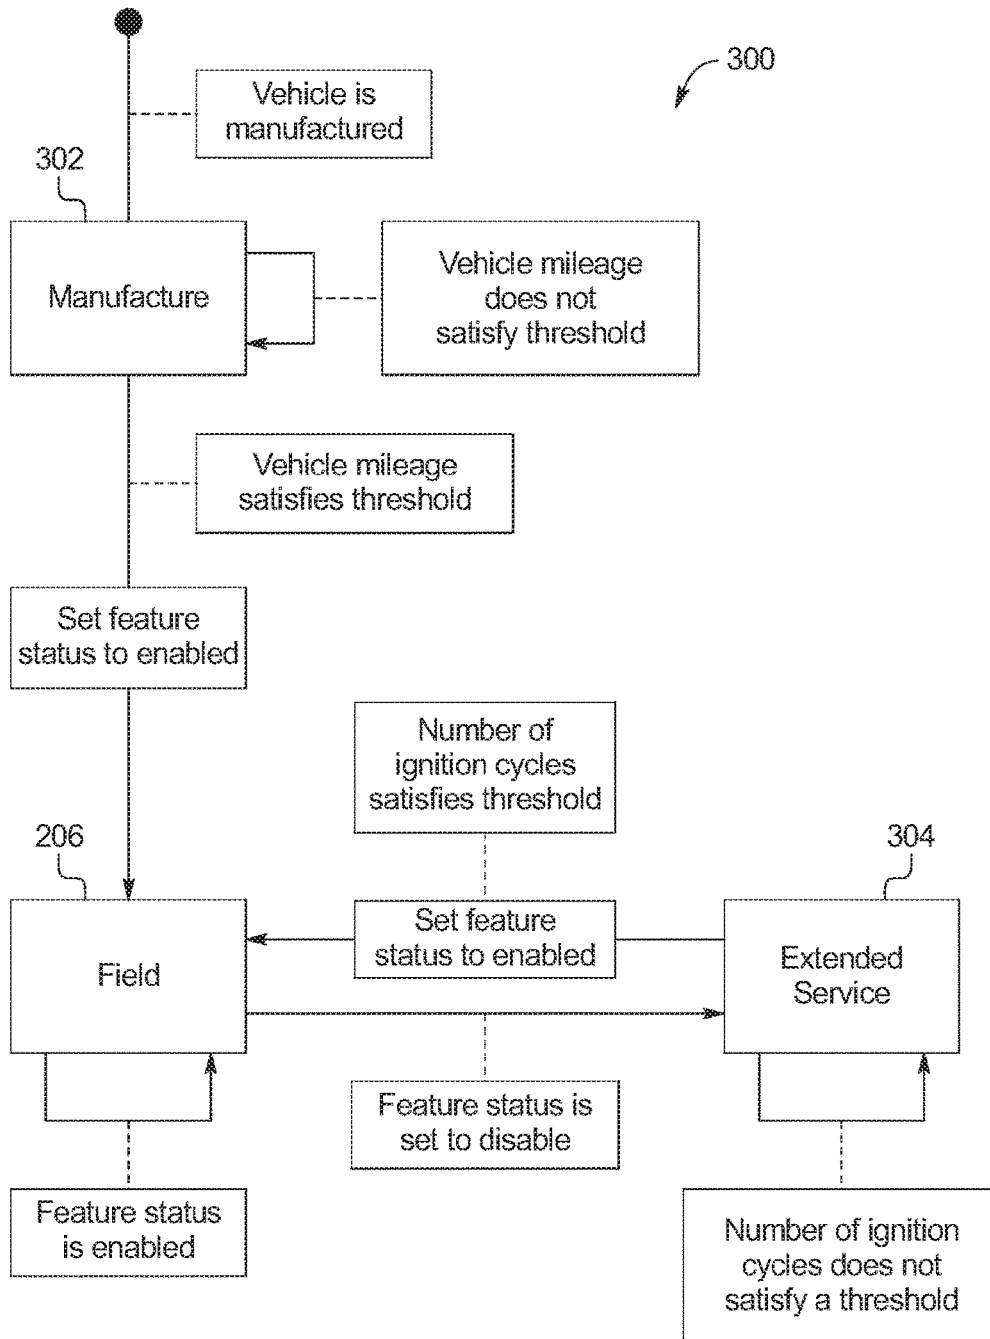 300
Vehicle is
manufactured
302
Manufacture
Vehicle mileage
does not
satisfy threshold
Vehicle mileage
satisfies threshold
Set feature
status to enabled
Number of
ignition cycles
satisfies threshold
206
304
Field
Set feature
status to enabled
Extended
Service
Feature status is
set to disable
Feature status
is enabled
Number of ignition
cycles does not
satisfy a threshold